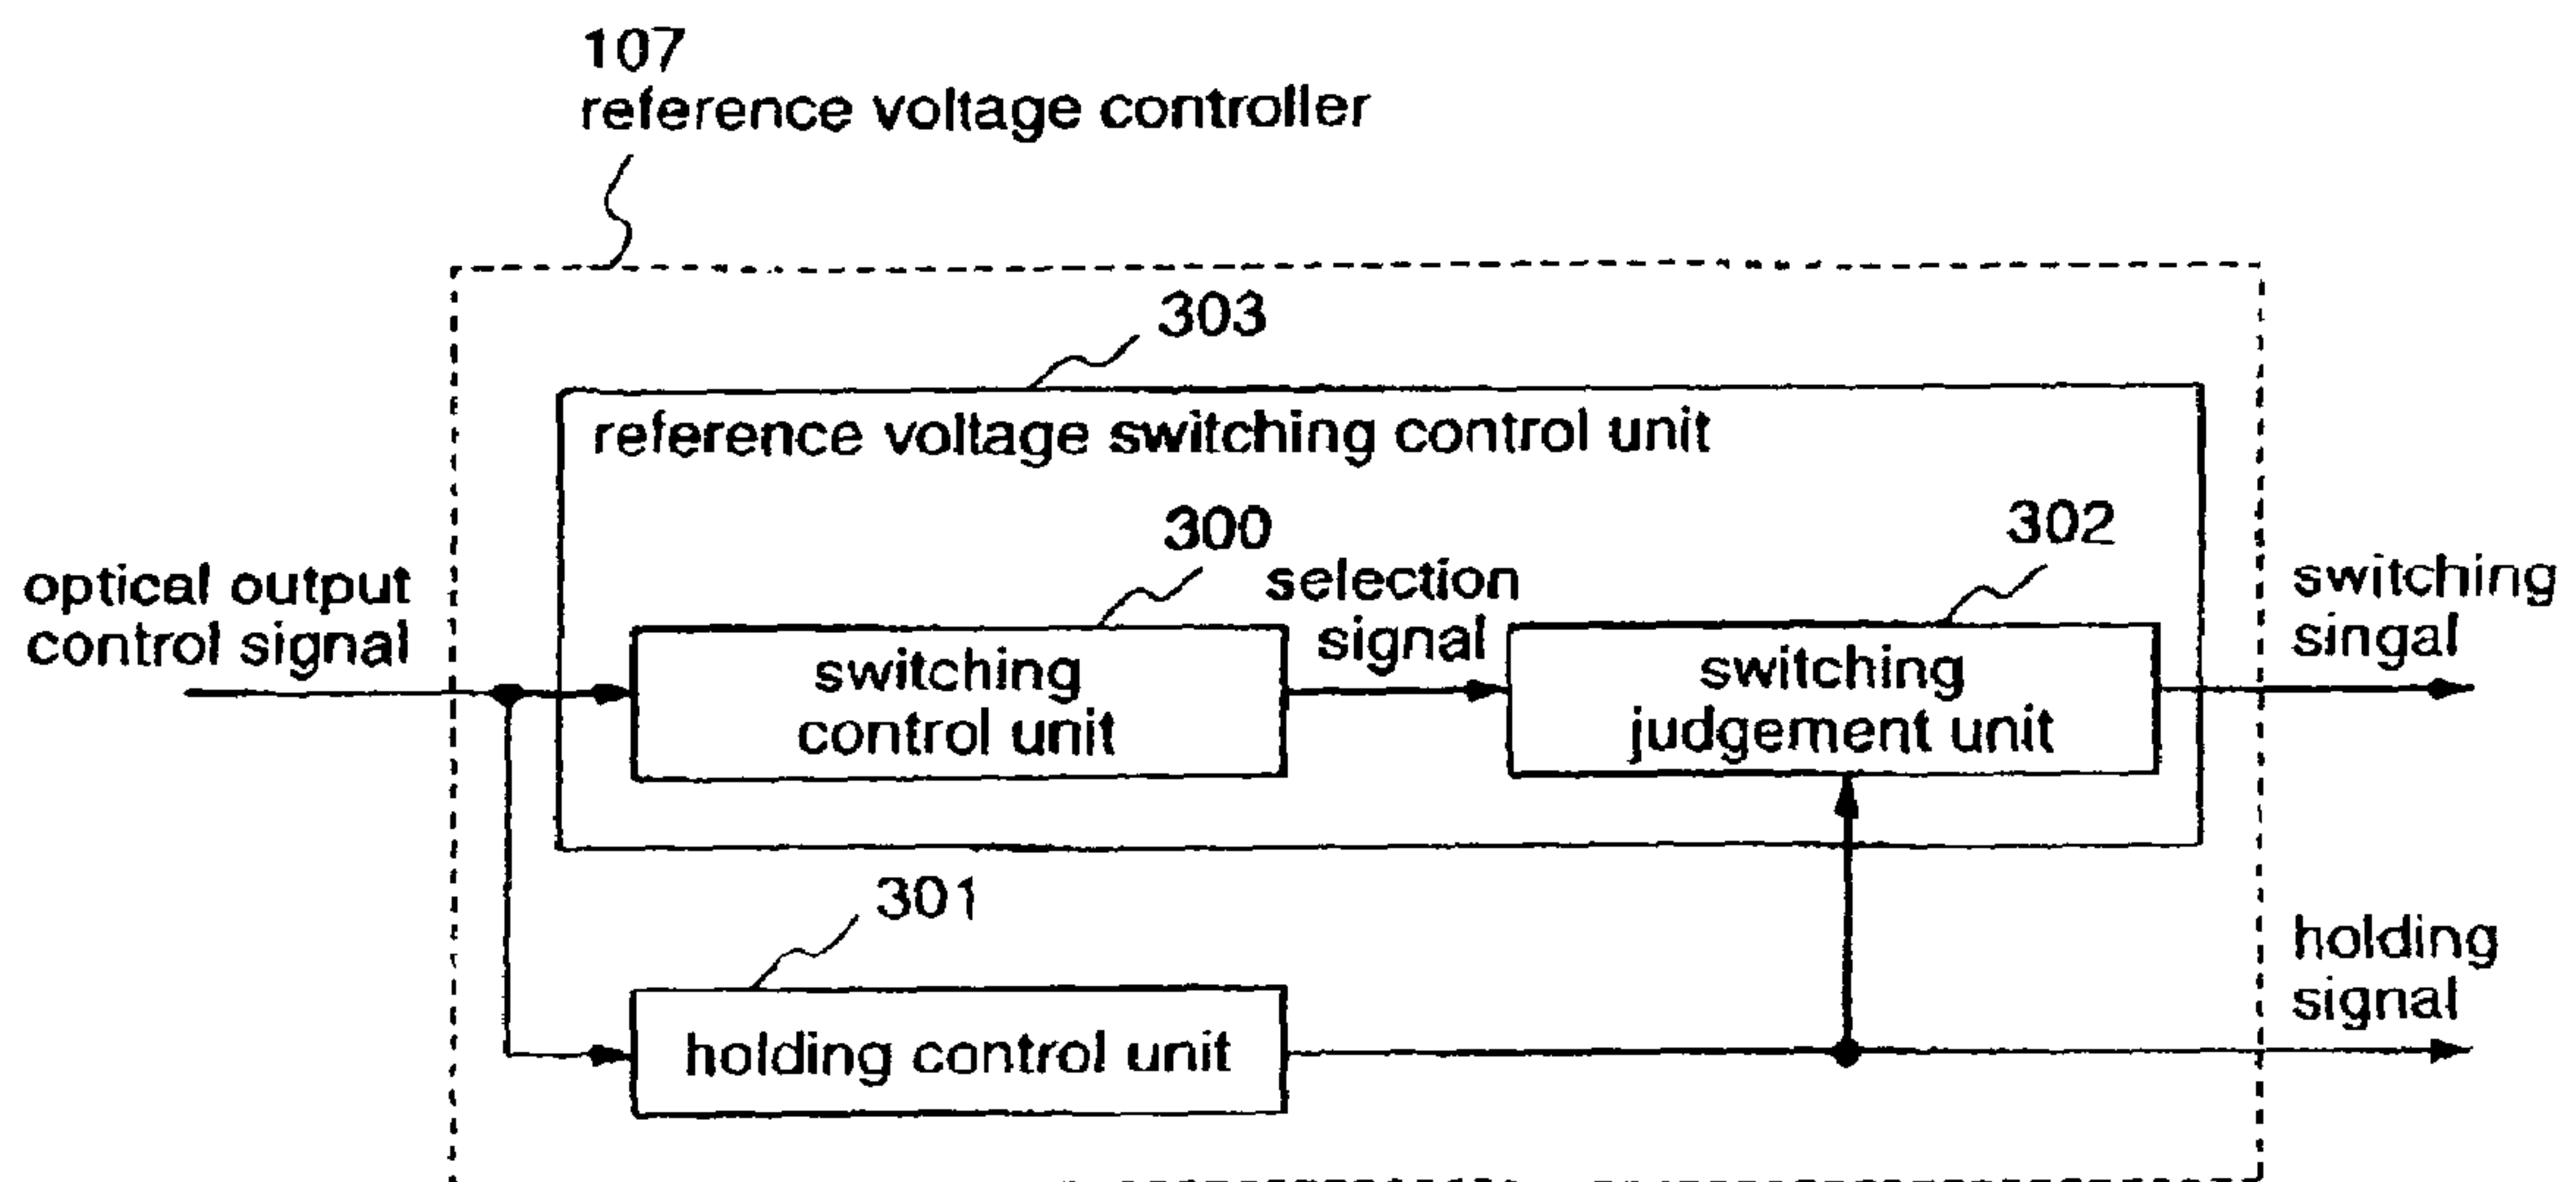 107
reference voltage controller
303
reference voltage switching control unit
300
302
optical output
control signal
selection
signal
switching
control unit
switching
judgement unit
switching
singal
301
holding control unit
holding
signal